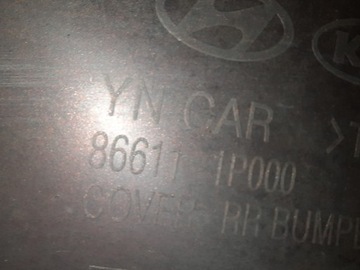 YN CAR >
86611 1P000
COVER-RR BUMP